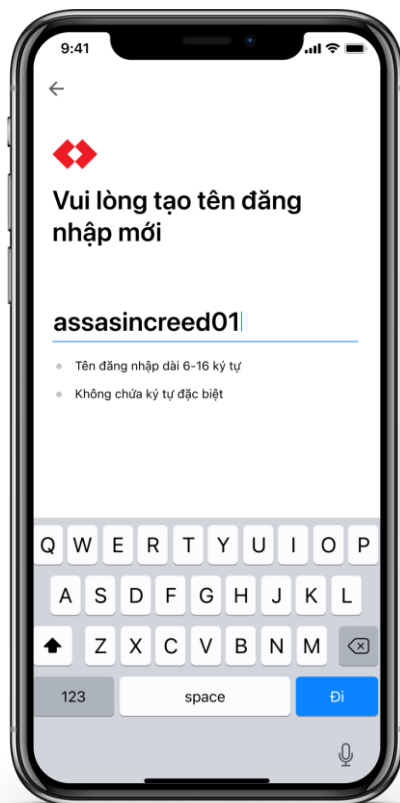 9:41
Vui lòng tạo tên đăng
nhập mới
assasincreed01
Tên đăng nhập dài 6-16 ký tự
Không chứa ký tự đặc biệt
Q W E R T Y U I O P
A S D F G H J K L
Z X C V B N M
123 space Đi